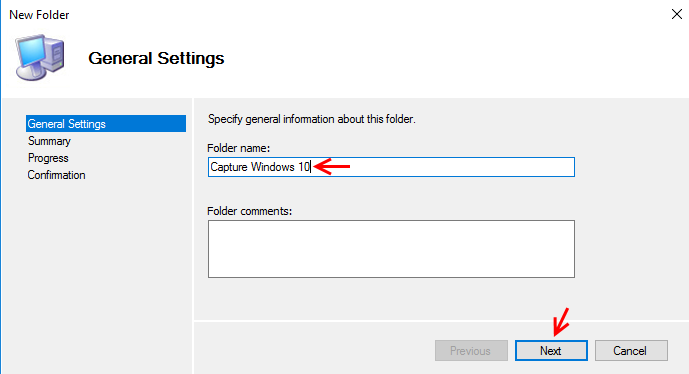 New Folder
General Settings
General Settings
Summary
Progress
Confirmation
Specify general information about this folder.
Folder name:
Capture Windows 10
Folder comments:
Previous
Next
Cancel